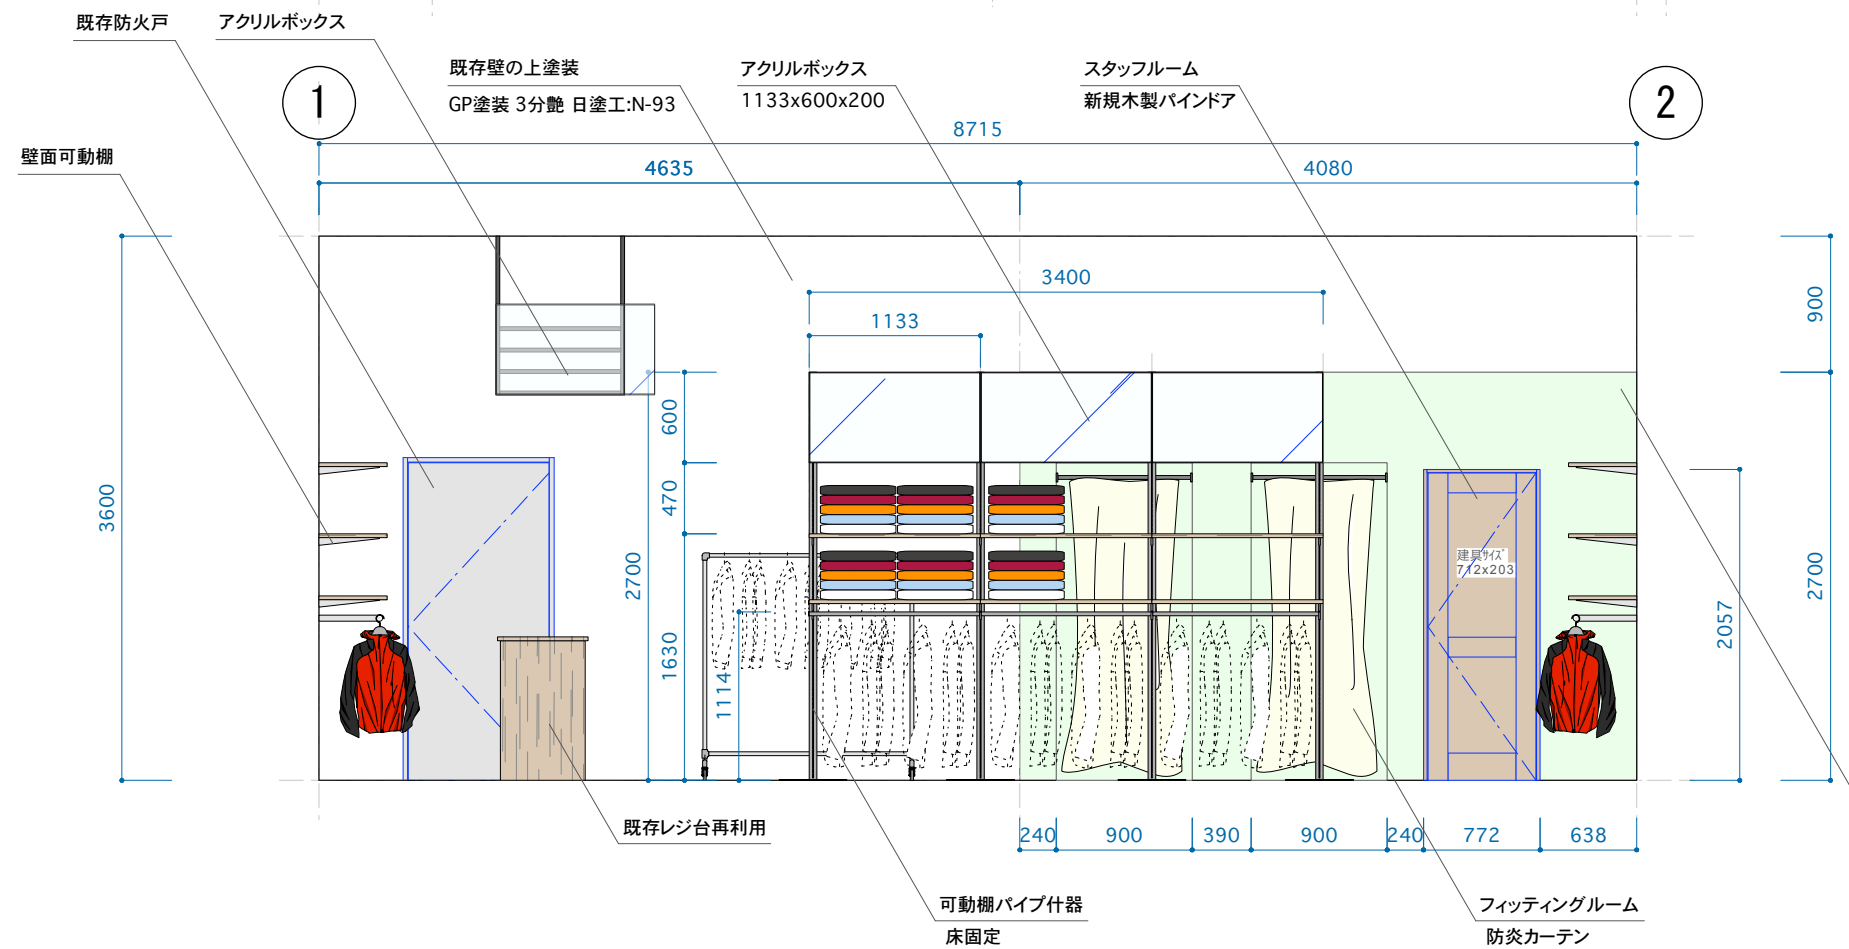 既存防火戸
アクリルボックス
既存壁の上塗装
GP塗装 3分艶 日塗工:N-93
アクリルボックス
1133x600x200
スタッフルーム
新規木製パインドア
1
2
壁面可動棚
8715
4635
4080
3400
1133
900
3600
600
470
2700
1630
1114
2700
2057
建具サイズ
712x203
240
900
390
900
240
772
638
既存レジ台再利用
可動棚パイプ什器
床固定
フィッティングルーム
防炎カーテン